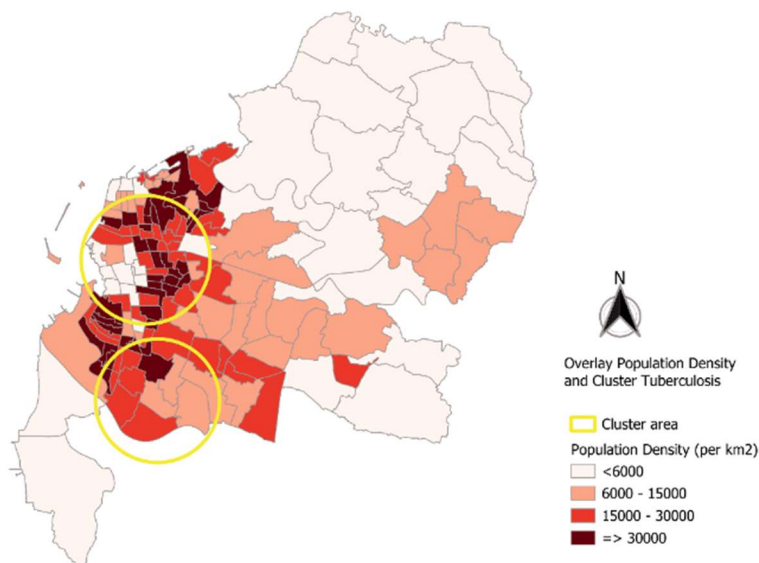 N
Overlay Population Density
and Cluster Tuberculosis
Cluster area
Population Density (per km2)
<6000
6000 - 15000
15000 - 30000
=> 30000